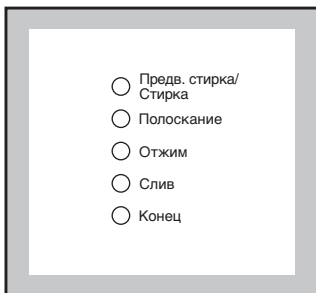 Предв. стирка/
Стирка
Полоскание
Отжим
Слив
Конец